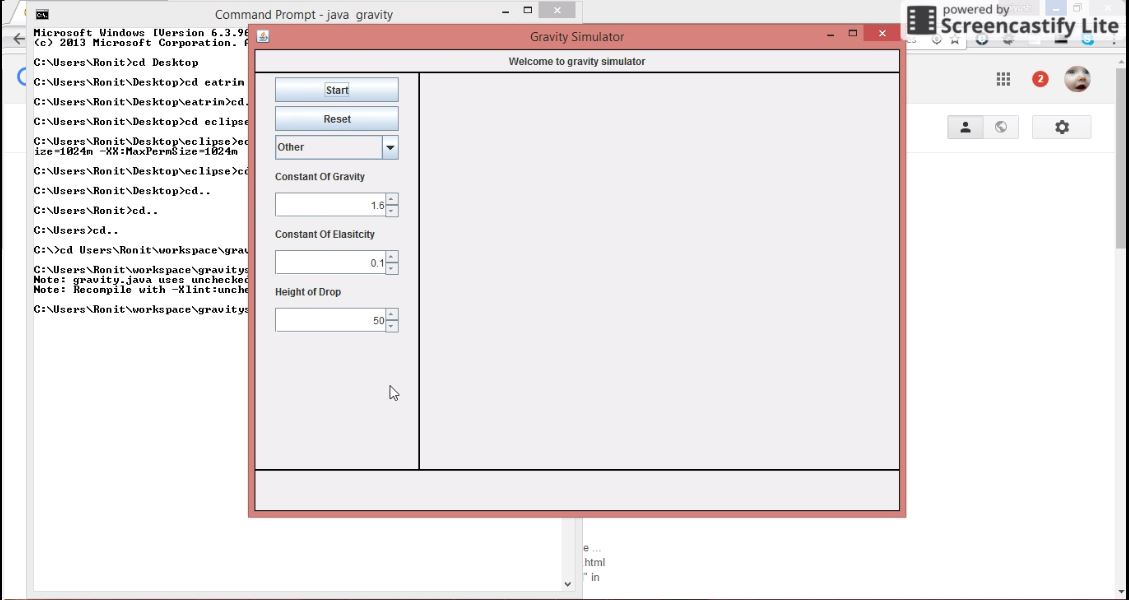 powered by
Screencastify Lite
Command Prompt - java gravity
Microsoft Windows [Version 6.3.96
(c) 2013 Microsoft Corporation.
C:\Users\Ronit>cd Desktop
C:\Users\Ronit\Desktop>cd eatrim
C:\Users\Ronit\Desktop\eatrim>cd.
C:\Users\Ronit\Desktop>cd eclipse
C:\Users\Ronit\Desktop\eclipse>ec
ize=1024m -XX:MaxPermSize=1024m
C:\Users\Ronit\Desktop\eclipse>cd
C:\Users\Ronit\Desktop>cd..
C:\Users\Ronit>cd..
C:\Users>cd..
C:\>cd Users\Ronit\workspace\grav
C:\Users\Ronit\workspace\gravitys
Note: gravity.java uses unchecked
Note: Recompile with -Xlint:unche
C:\Users\Ronit\workspace\gravitys
Gravity Simulator
Welcome to gravity simulator
Start
Reset
Other
Constant Of Gravity
1.6
Constant Of Elasitcity
0.1
Height of Drop
50
2
e ...
.html
" in